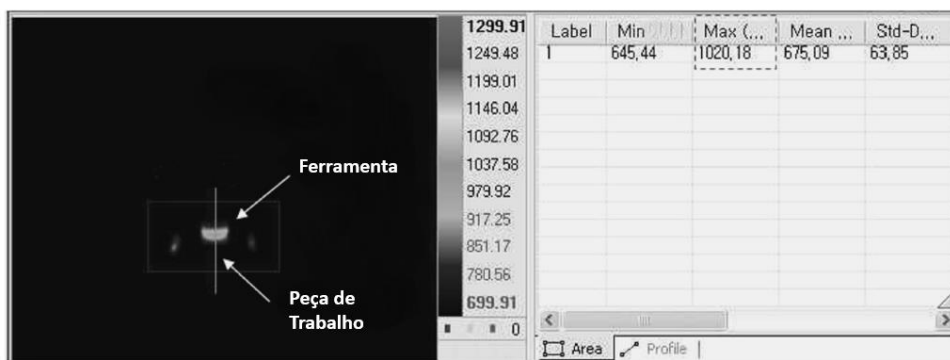 Ferramenta
Peça de
Trabalho
1299.91
1249.48
1199.01
1146.04
1092.76
1037.58
979.92
917.25
851.17
780.56
699.91
0
Label Min Max (... Mean ... Std-D...
1 645,44 1020,18 675,09 63,85
Area Profile